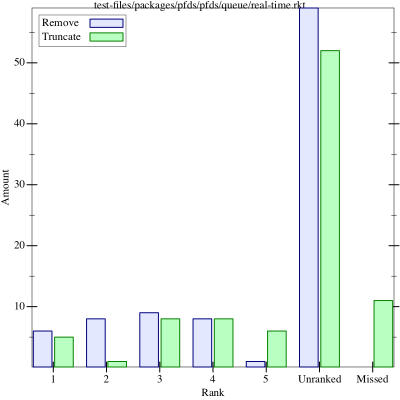 test-files/packages/pfds/pfds/queue/real-time.rkt
Remove
Truncate
50
40
30
20
10
Amount
1 2 3 4 5 Unranked Missed
Rank